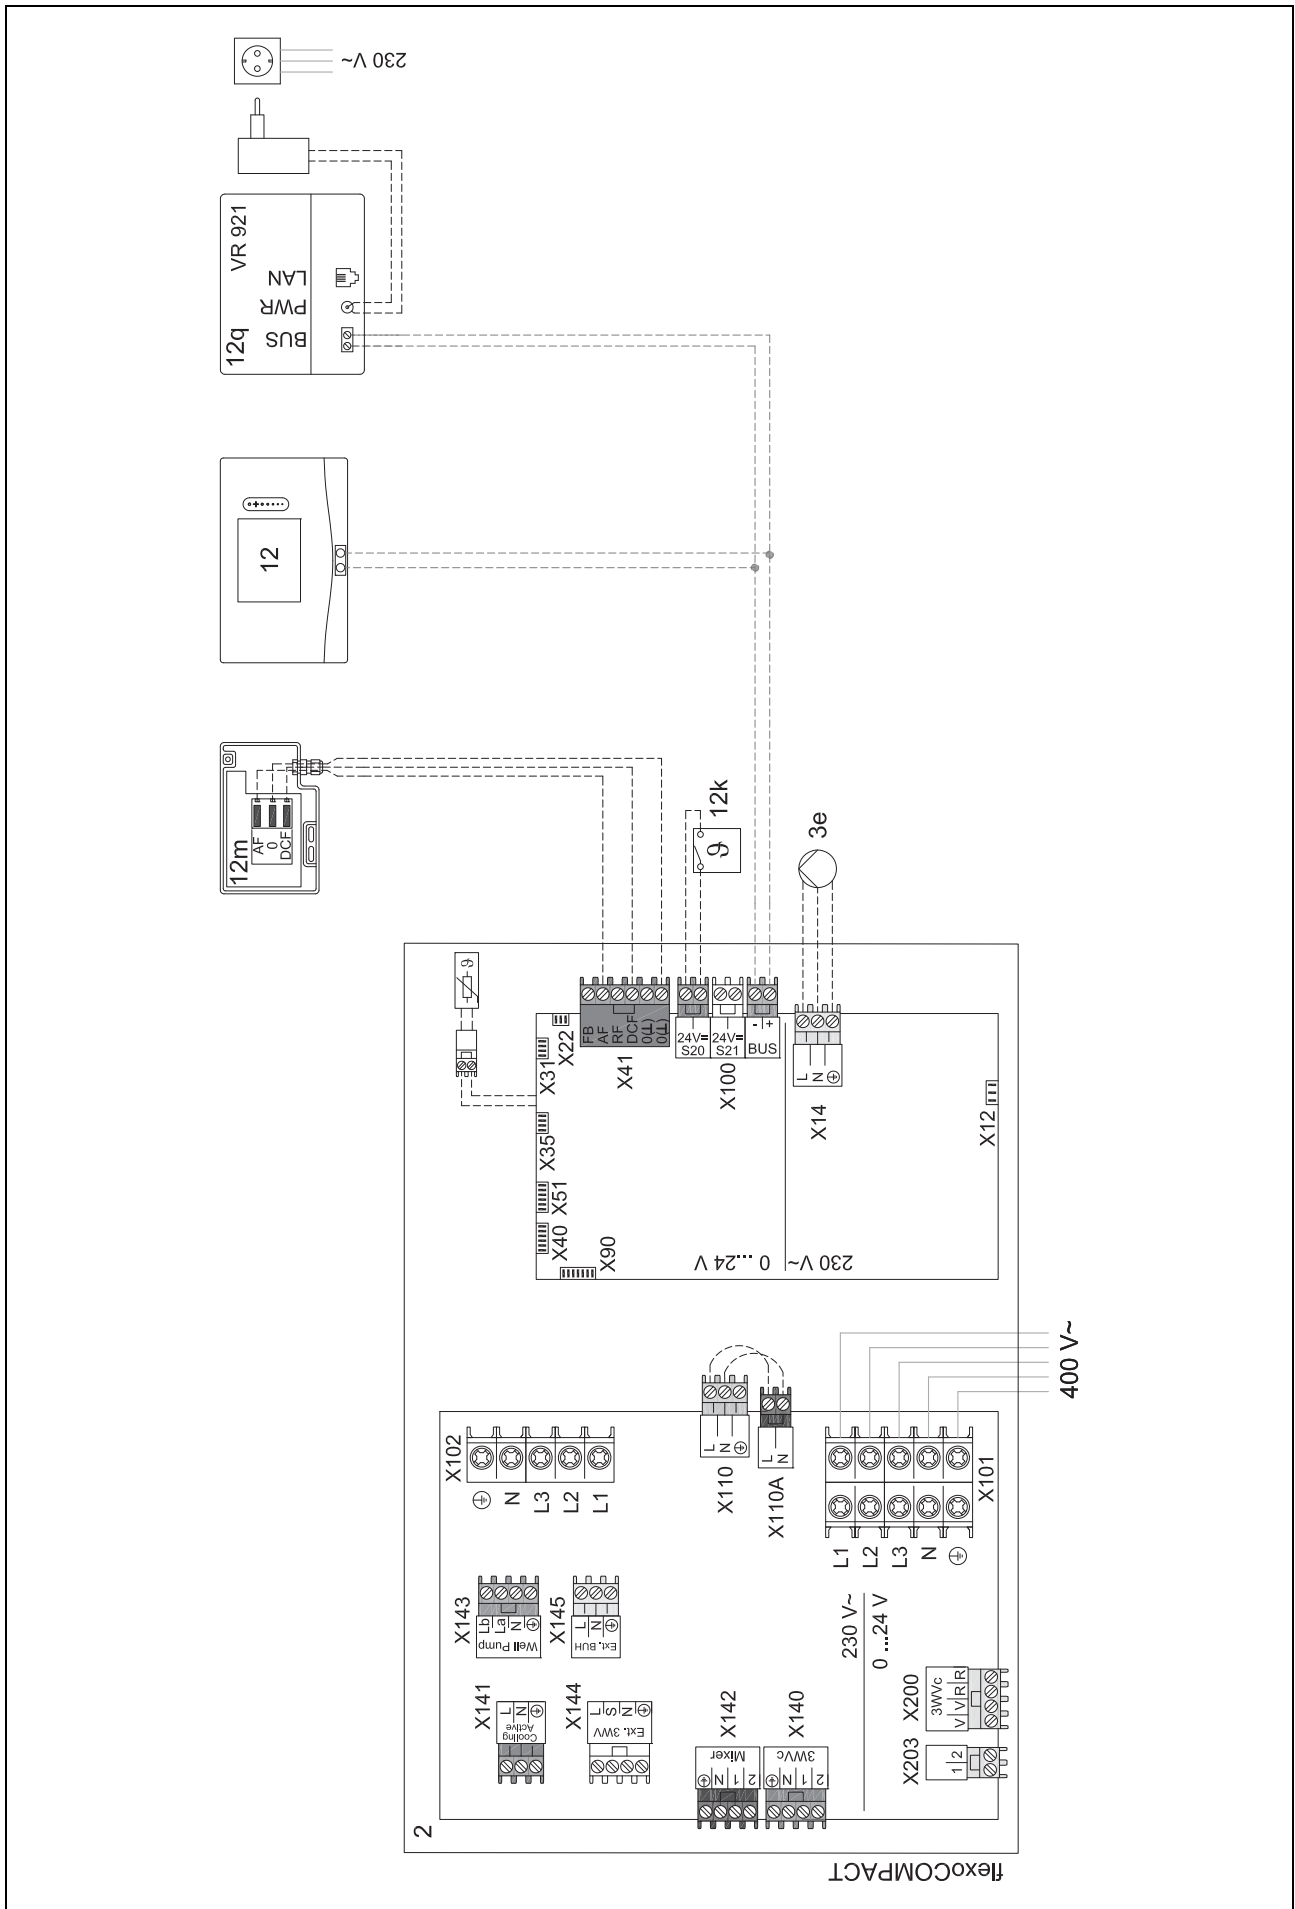 230 V~
VR 921
LAN
PWR
BUS
12q
12
12m
AF
0
DCF
12k
ϑ
3e
ϑ
X22
X31
X35
X51
X40
X90
FB
AF
RF
DCF
0(⊥)
0(⊥)
X41
24V=
S20
24V=
S21
X100
- +
BUS
L
N
X14
X12
0 ...24 V
230 V~
400 V~
X102
N
L3
L2
L1
L
N
X110
L
N
X110A
X101
L1
L2
L3
N
X143
Lb
La
N
Well Pump
X145
L
N
Ext. BUH
X141
L
N
Cooling
Active
X144
L
S
N
Ext. 3WV
X142
Mixer
N
1
2
X140
3WVc
N
1
2
230 V~
0 ...24 V
X200
3WVc
V V R R
X203
1 2
2
flexoCOMPACT